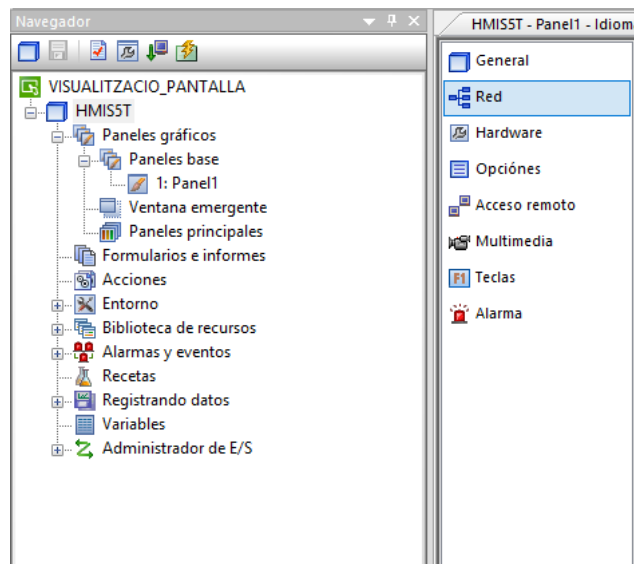 Navegador
VISUALITZACIO_PANTALLA
HMIS5T
Paneles gráficos
Paneles base
1: Panel1
Ventana emergente
Paneles principales
Formularios e informes
Acciones
Entorno
Biblioteca de recursos
Alarmas y eventos
Recetas
Registrando datos
Variables
Administrador de E/S
HMIS5T - Panel1 - Idiom
General
Red
Hardware
Opciónes
Acceso remoto
Multimedia
F1 Teclas
Alarma